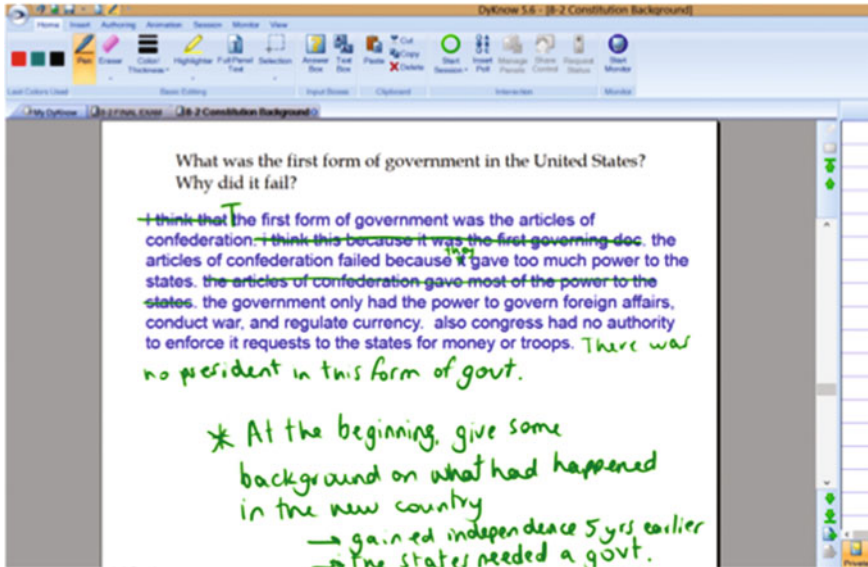 DyKnow 5.6 - [8-2 Constitution Background]
Home Insert Authoring Animation Session Monitor View
Pen Eraser Color/ Thickness Highlighter Full Panel Text Selection Answer Box Text Box Paste Cut Copy Delete Start Session Insert Poll Manage Panels Share Control Request Status Start Monitor
Last Colors Used Basic Editing Input Boxes Clipboard Interaction Monitor
My DyKnow 8-2 FINAL EXAM 8-2 Constitution Background
What was the first form of government in the United States?
Why did it fail?
I think that The first form of government was the articles of
confederation. i think this because it was the first governing doc. the
they
articles of confederation failed because it gave too much power to the
states. the articles of confederation gave most of the power to the
states. the government only had the power to govern foreign affairs,
conduct war, and regulate currency. also congress had no authority
to enforce it requests to the states for money or troops. There was
no president in this form of govt.
* At the beginning, give some
background on what had happened
in the new country
→ gained independence 5 yrs earlier
→ the states needed a govt.